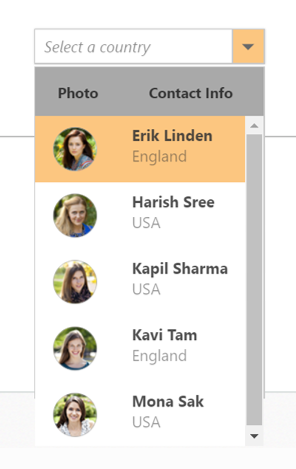 Select a country
Photo Contact Info
Erik Linden
England
Harish Sree
USA
Kapil Sharma
USA
Kavi Tam
England
Mona Sak
USA